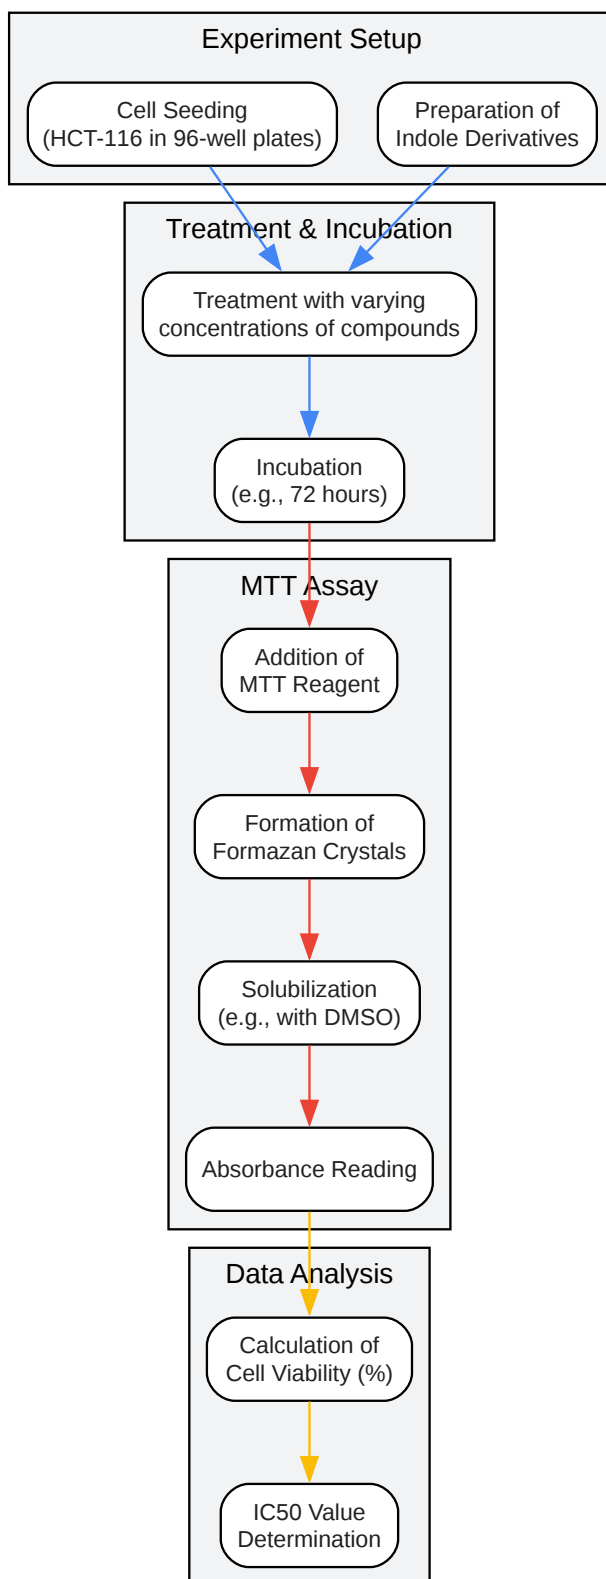 Experiment Setup
Cell Seeding
(HCT-116 in 96-well plates)
Preparation of
Indole Derivatives
Treatment & Incubation
Treatment with varying
concentrations of compounds
Incubation
(e.g., 72 hours)
MTT Assay
Addition of
MTT Reagent
Formation of
Formazan Crystals
Solubilization
(e.g., with DMSO)
Absorbance Reading
Data Analysis
Calculation of
Cell Viability (%)
IC50 Value
Determination